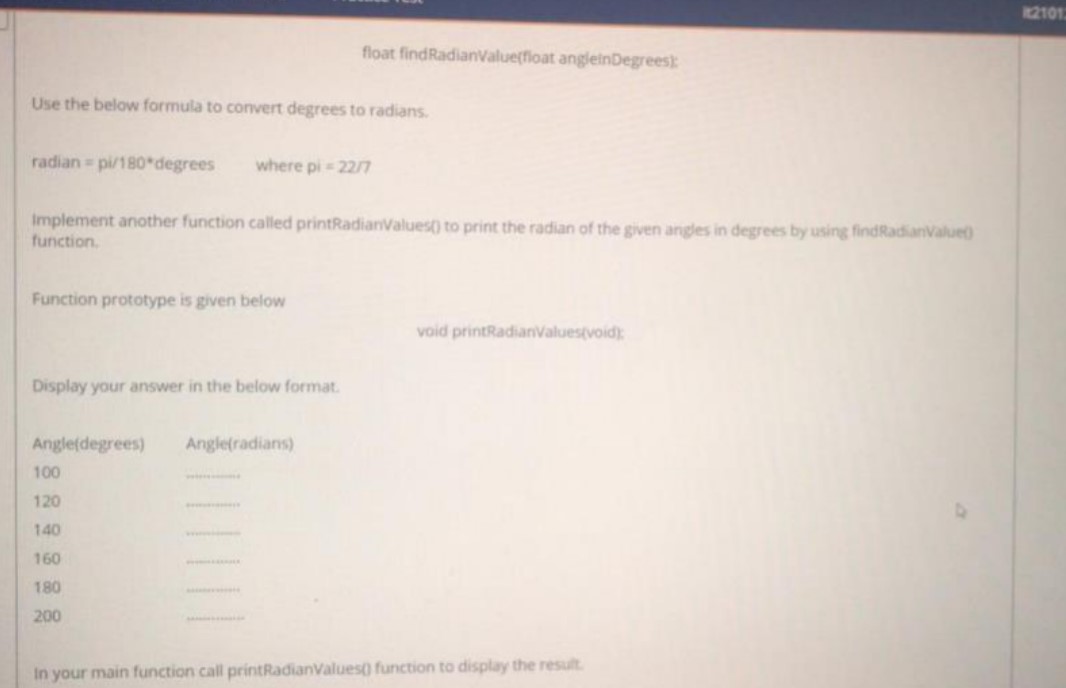 it2101
float findRadianValue(float angleInDegrees);
Use the below formula to convert degrees to radians.
radian = pi/180*degrees where pi = 22/7
Implement another function called printRadianValues() to print the radian of the given angles in degrees by using findRadianValue()
function.
Function prototype is given below
void printRadianValues(void);
Display your answer in the below format.
Angle(degrees) Angle(radians)
100 .............
120 .............
140 .............
160 .............
180 .............
200 .............
In your main function call printRadianValues() function to display the result.